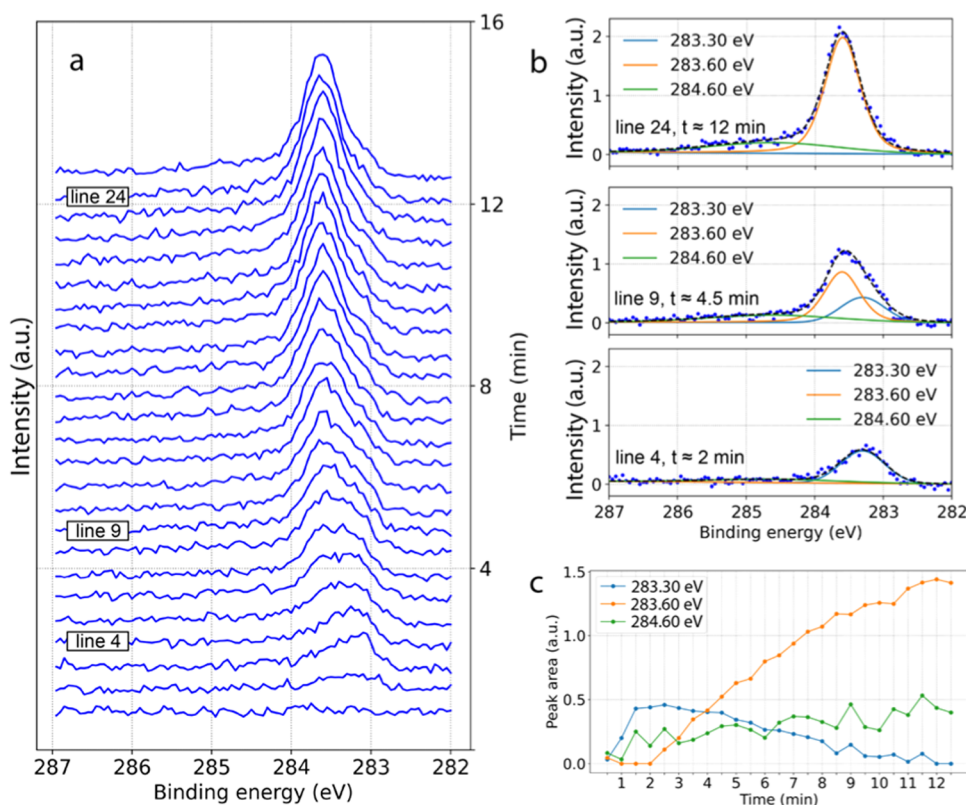 a
16
12
8
4
Time (min)
Intensity (a.u.)
line 24
line 9
line 4
287 286 285 284 283 282
Binding energy (eV)
b
Intensity (a.u.)
2
1
0
283.30 eV
283.60 eV
284.60 eV
line 24, t ≈ 12 min
Intensity (a.u.)
2
1
0
283.30 eV
283.60 eV
284.60 eV
line 9, t ≈ 4.5 min
Intensity (a.u.)
2
1
0
283.30 eV
283.60 eV
284.60 eV
line 4, t ≈ 2 min
287 286 285 284 283 282
Binding energy (eV)
c
1.5
1.0
0.5
0.0
Peak area (a.u.)
283.30 eV
283.60 eV
284.60 eV
1 2 3 4 5 6 7 8 9 10 11 12
Time (min)